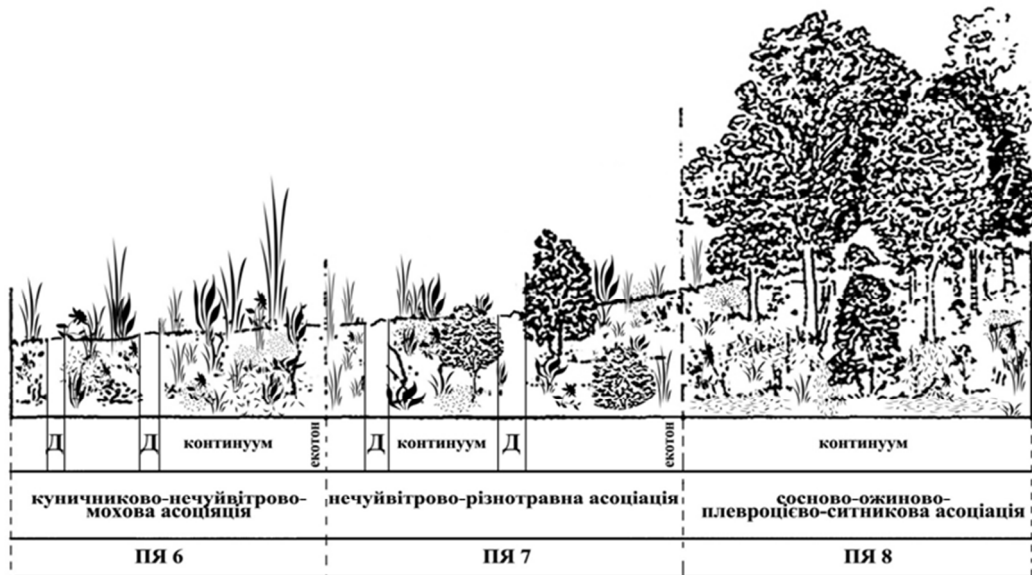 Д Д континуум екотон Д континуум Д екотон континуум
куничниково-нечуйвітрово-
мохова асоціяція
нечуйвітрово-різнотравна асоціація
сосново-ожиново-
плевроцієво-ситникова асоціація
ПЯ 6 ПЯ 7 ПЯ 8